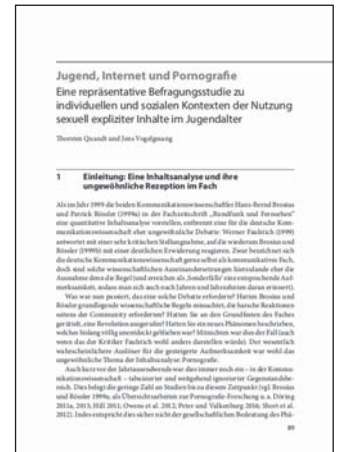 Jugend, Internet und Pornografie
Eine repräsentative Befragungsstudie zu
individuellen und sozialen Kontexten der Nutzung
sexuell expliziter Inhalte im Jugendalter
Thorsten Quandt und Jens Vogelgesang
1 Einleitung: Eine Inhaltsanalyse und ihre
ungewöhnliche Rezeption im Fach
Als im Jahr 1999 die beiden Kommunikationswissenschaftler Hans-Bernd Brosius
und Patrick Rössler (1999a) in der Fachzeitschrift „Rundfunk und Fernsehen“
eine quantitative Inhaltsanalyse vorstellen, entbrennt eine für die deutsche Kom-
munikationswissenschaft eher ungewöhnliche Debatte: Werner Faulstich (1999)
antwortet mit einer sehr kritischen Stellungnahme, auf die wiederum Brosius und
Rössler (1999b) mit einer deutlichen Erwiderung reagieren. Zwar bezeichnet sich
die deutsche Kommunikationswissenschaft gerne selbst als kommunikatives Fach,
doch sind solche wissenschaftlichen Auseinandersetzungen hierzulande eher die
Ausnahme denn die Regel (und erreichen als ‚Sonderfälle‘ eine entsprechende Auf-
merksamkeit, sodass man sich auch nach Jahren und Jahrzehnten daran erinnert).
Was war nun passiert, das eine solche Debatte erforderte? Hatten Brosius und
Rössler grundlegende wissenschaftliche Regeln missachtet, die harsche Reaktionen
seitens der Community erforderten? Hatten sie an den Grundfesten des Faches
gerüttelt, eine Revolution ausgerufen? Hatten Sie ein neues Phänomen beschrieben,
welches bislang völlig unentdeckt geblieben war? Mitnichten war dies der Fall (auch
wenn das der Kritiker Faulstich wohl anders darstellen würde). Der wesentlich
wahrscheinlichere Auslöser für die gesteigerte Aufmerksamkeit war wohl das
ungewöhnliche Thema der Inhaltsanalyse: Pornografie.
Auch kurz vor der Jahrtausendwende war dies immer noch ein – in der Kommu-
nikationswissenschaft – tabuisierter und weitgehend ignorierter Gegenstandsbe-
reich. Dies belegt die geringe Zahl an Studien bis zu diesem Zeitpunkt (vgl. Brosius
und Rössler 1999a; als Übersichtsarbeiten zur Pornografie-Forschung u. a. Döring
2011a, 2013; Hill 2011; Owens et al. 2012; Peter und Valkenburg 2016; Short et al.
2012). Indes entspricht dies sicher nicht der gesellschaftlichen Bedeutung des Phä-
89